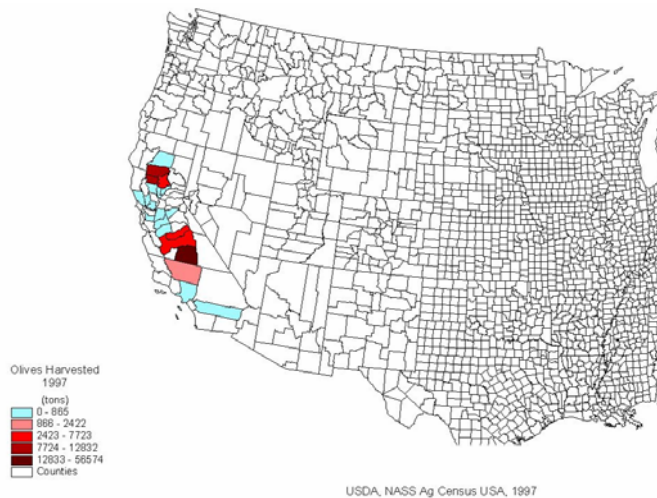 Olives Harvested
1997
(tons)
0 - 865
866 - 2422
2423 - 7723
7724 - 12832
12833 - 56574
Counties
USDA, NASS Ag Census USA, 1997